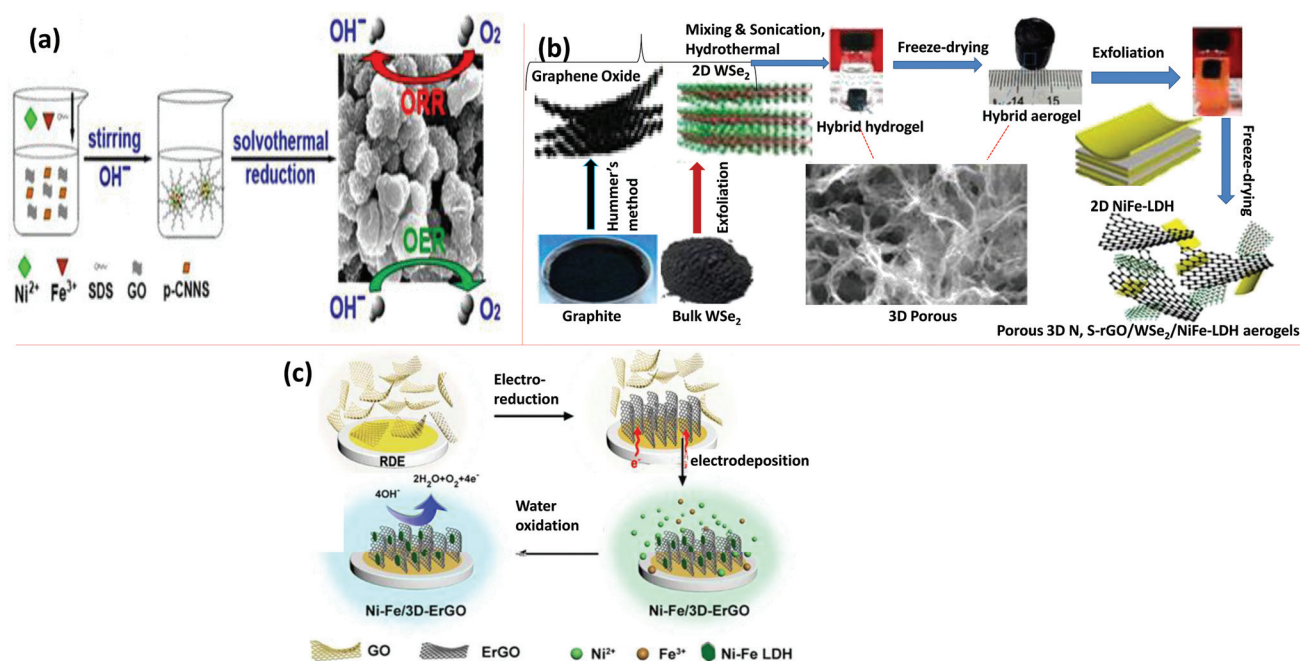 (a)
OH⁻
O₂
ORR
stirring
OH⁻
solvothermal
reduction
OER
OH⁻
O₂
Ni²⁺ Fe³⁺ SDS GO p-CNNS
(b)
Mixing & Sonication,
Hydrothermal
Graphene Oxide
2D WSe₂
Freeze-drying
Exfoliation
14 15
Hybrid hydrogel
Hybrid aerogel
Hummer's
method
Exfoliation
Freeze-drying
2D NiFe-LDH
Graphite
Bulk WSe₂
3D Porous
Porous 3D N, S-rGO/WSe₂/NiFe-LDH aerogels
(c)
Electro-
reduction
RDE
e⁻
electrodeposition
2H₂O+O₂+4e⁻
4OH⁻
Water
oxidation
Ni-Fe/3D-ErGO
Ni-Fe/3D-ErGO
GO ErGO Ni²⁺ Fe³⁺ Ni-Fe LDH